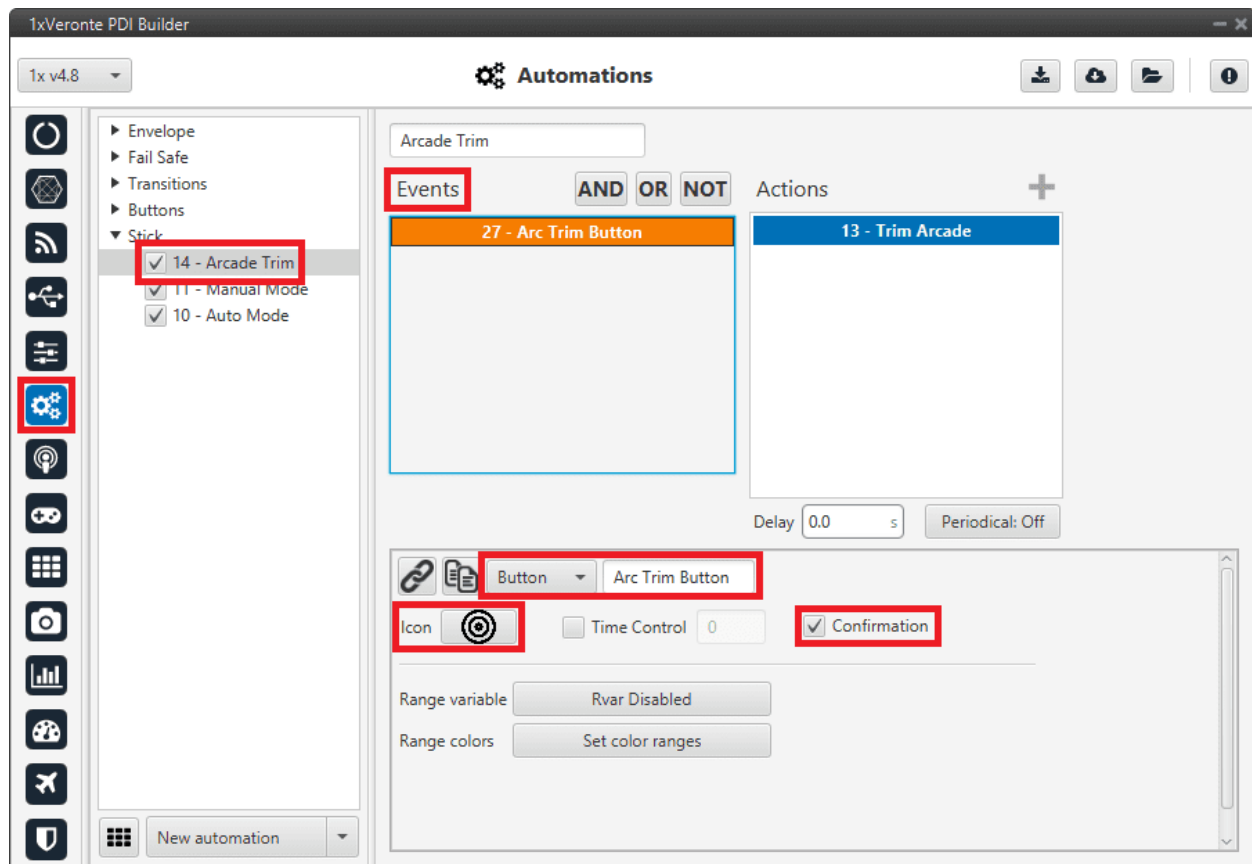 1xVeronte PDI Builder
1x v4.8
Automations
Envelope
Fail Safe
Transitions
Buttons
Stick
14 - Arcade Trim
11 - Manual Mode
10 - Auto Mode
New automation
Arcade Trim
Events AND OR NOT Actions
27 - Arc Trim Button
13 - Trim Arcade
Delay 0.0 s Periodical: Off
Button Arc Trim Button
Icon Time Control 0 Confirmation
Range variable Rvar Disabled
Range colors Set color ranges